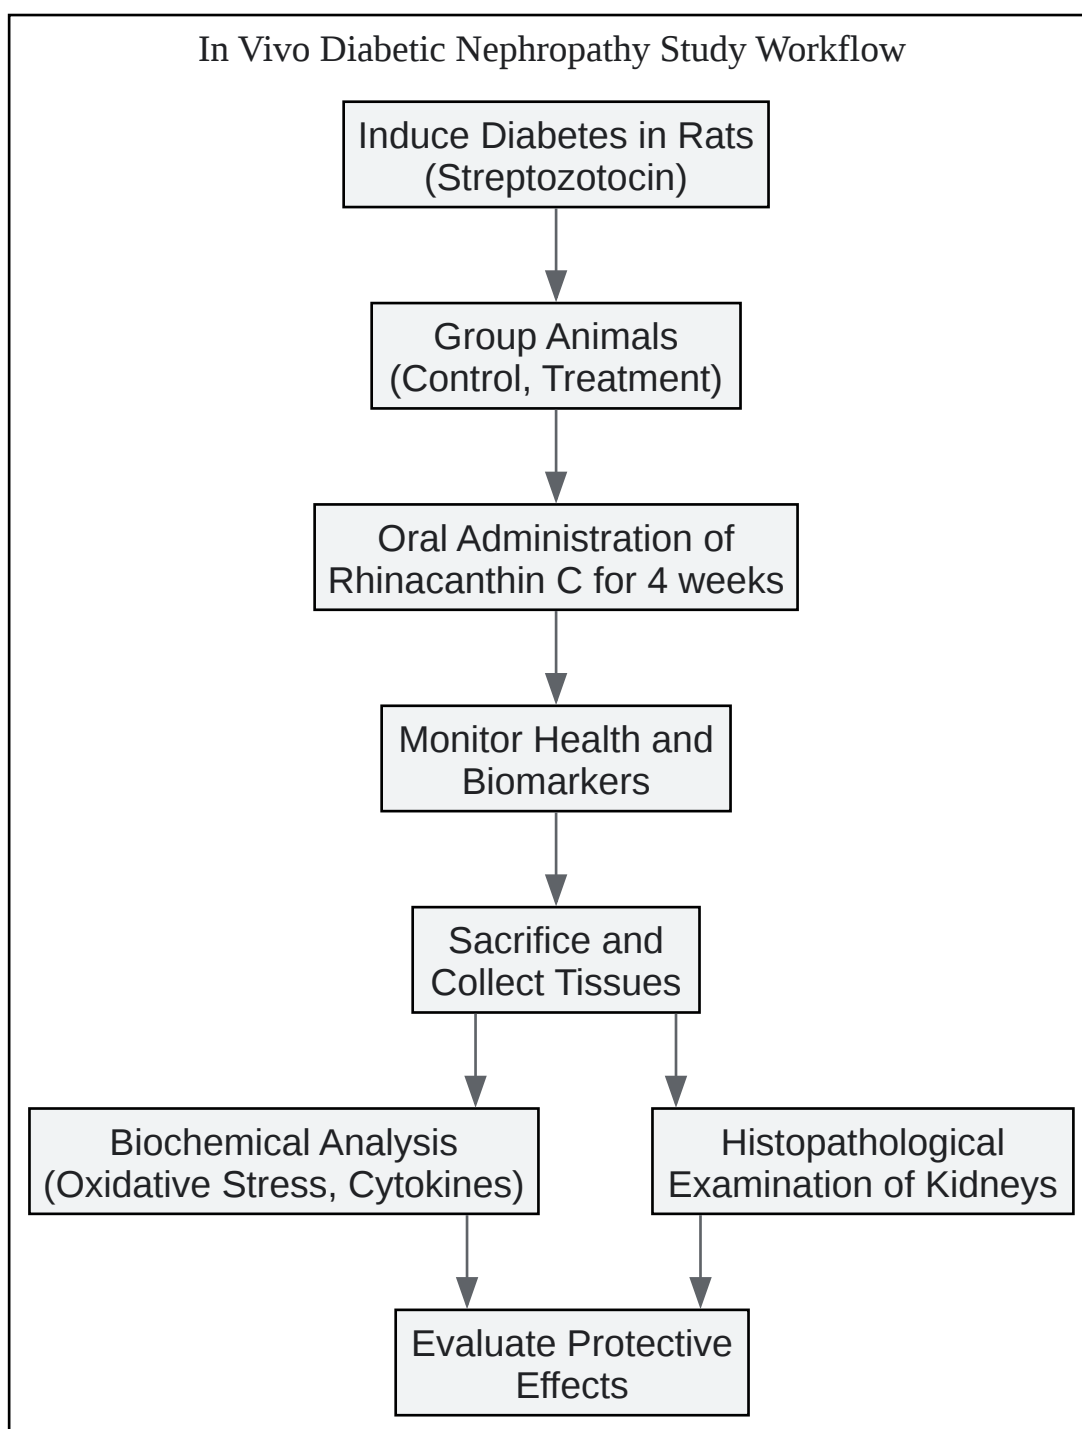 In Vivo Diabetic Nephropathy Study Workflow
Induce Diabetes in Rats
(Streptozotocin)
Group Animals
(Control, Treatment)
Oral Administration of
Rhinacanthin C for 4 weeks
Monitor Health and
Biomarkers
Sacrifice and
Collect Tissues
Biochemical Analysis
(Oxidative Stress, Cytokines)
Histopathological
Examination of Kidneys
Evaluate Protective
Effects